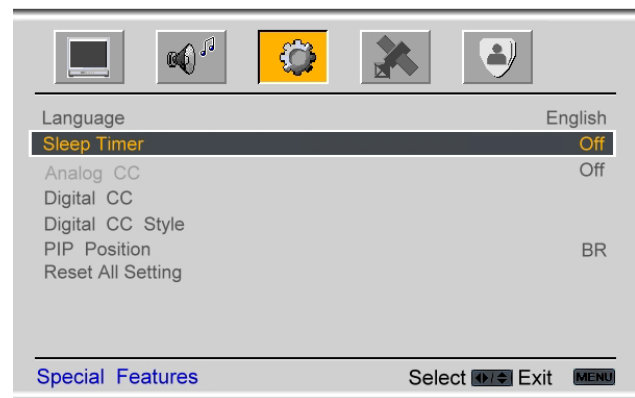 Language English
Sleep Timer Off
Analog CC Off
Digital CC
Digital CC Style
PIP Position BR
Reset All Setting
Special Features Select Exit MENU